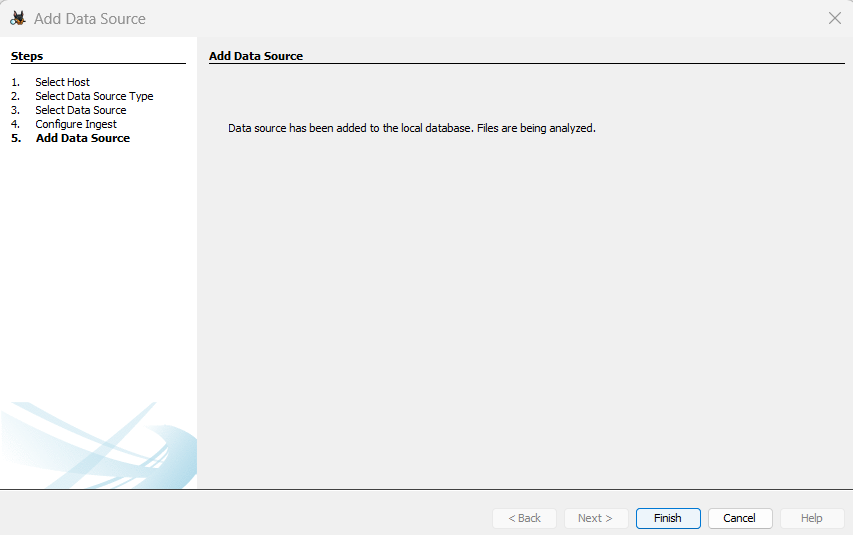 Add Data Source
Steps
1. Select Host
2. Select Data Source Type
3. Select Data Source
4. Configure Ingest
5. Add Data Source
Add Data Source
Data source has been added to the local database. Files are being analyzed.
< Back Next > Finish Cancel Help